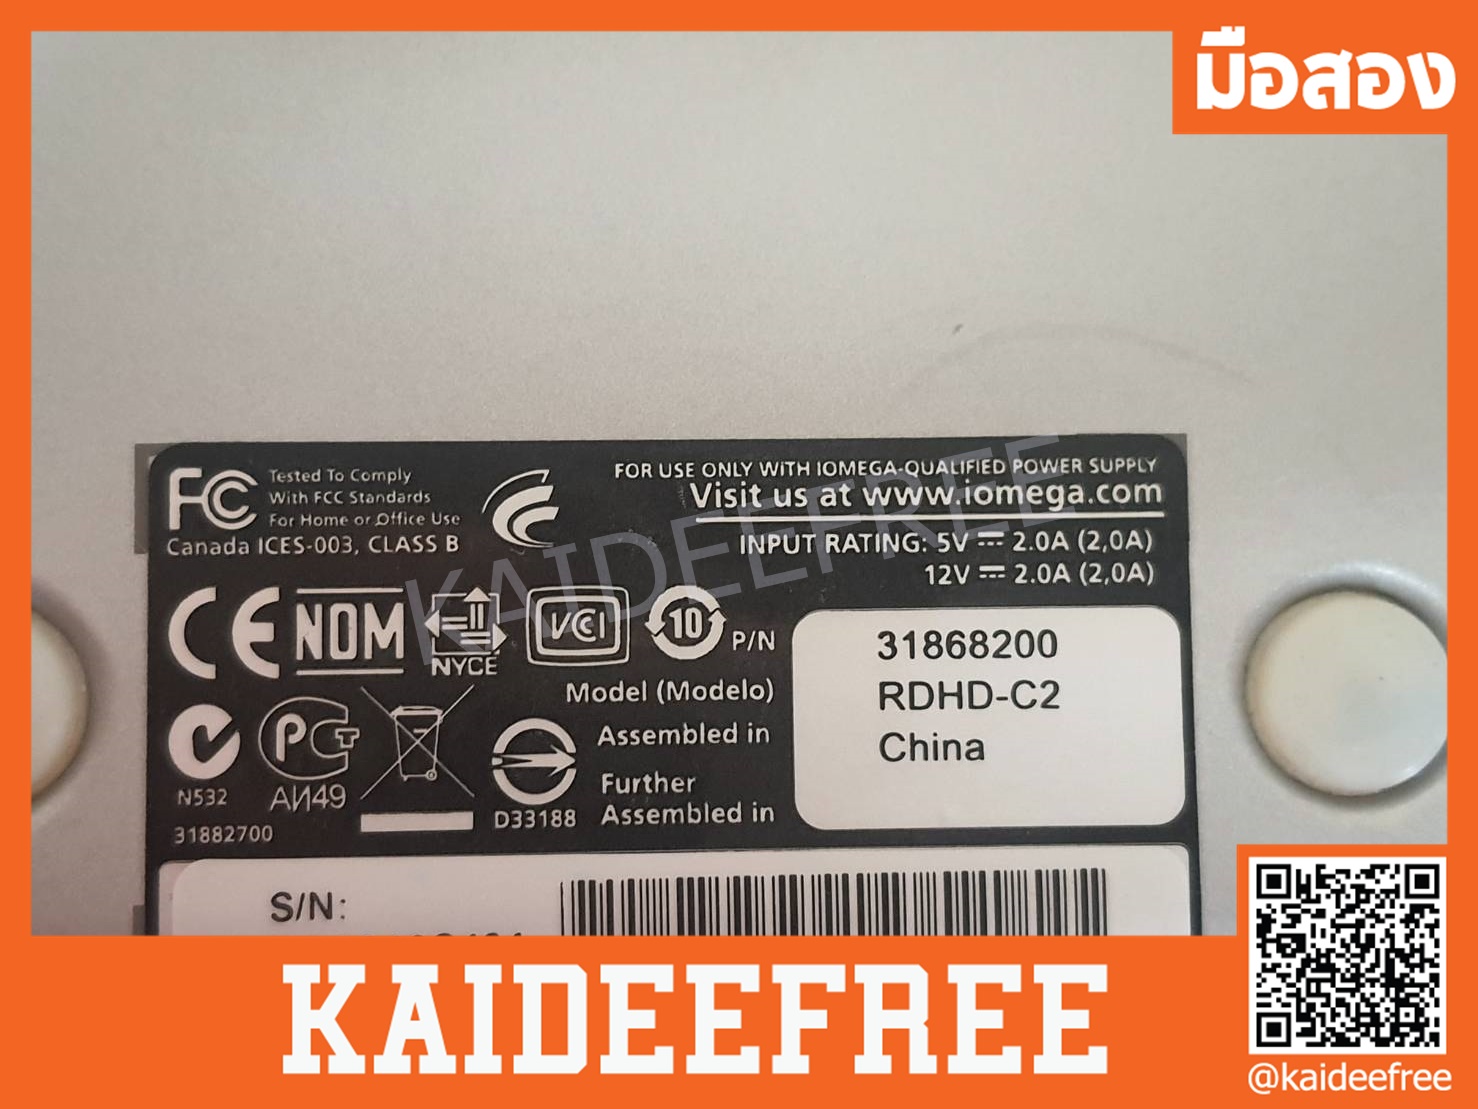 มือสอง
FC Tested To Comply
With FCC Standards
For Home or Office Use
Canada ICES-003, CLASS B
FOR USE ONLY WITH IOMEGA-QUALIFIED POWER SUPPLY
Visit us at www.iomega.com
INPUT RATING: 5V ⎓ 2.0A (2,0A)
12V ⎓ 2.0A (2,0A)
KAIDEEFREE
CE NOM NYCE VCCI 10
P/N 31868200
Model (Modelo) RDHD-C2
Assembled in China
Further
Assembled in
N532
АИ49
D33188
31882700
S/N:
KAIDEEFREE
@kaideefree